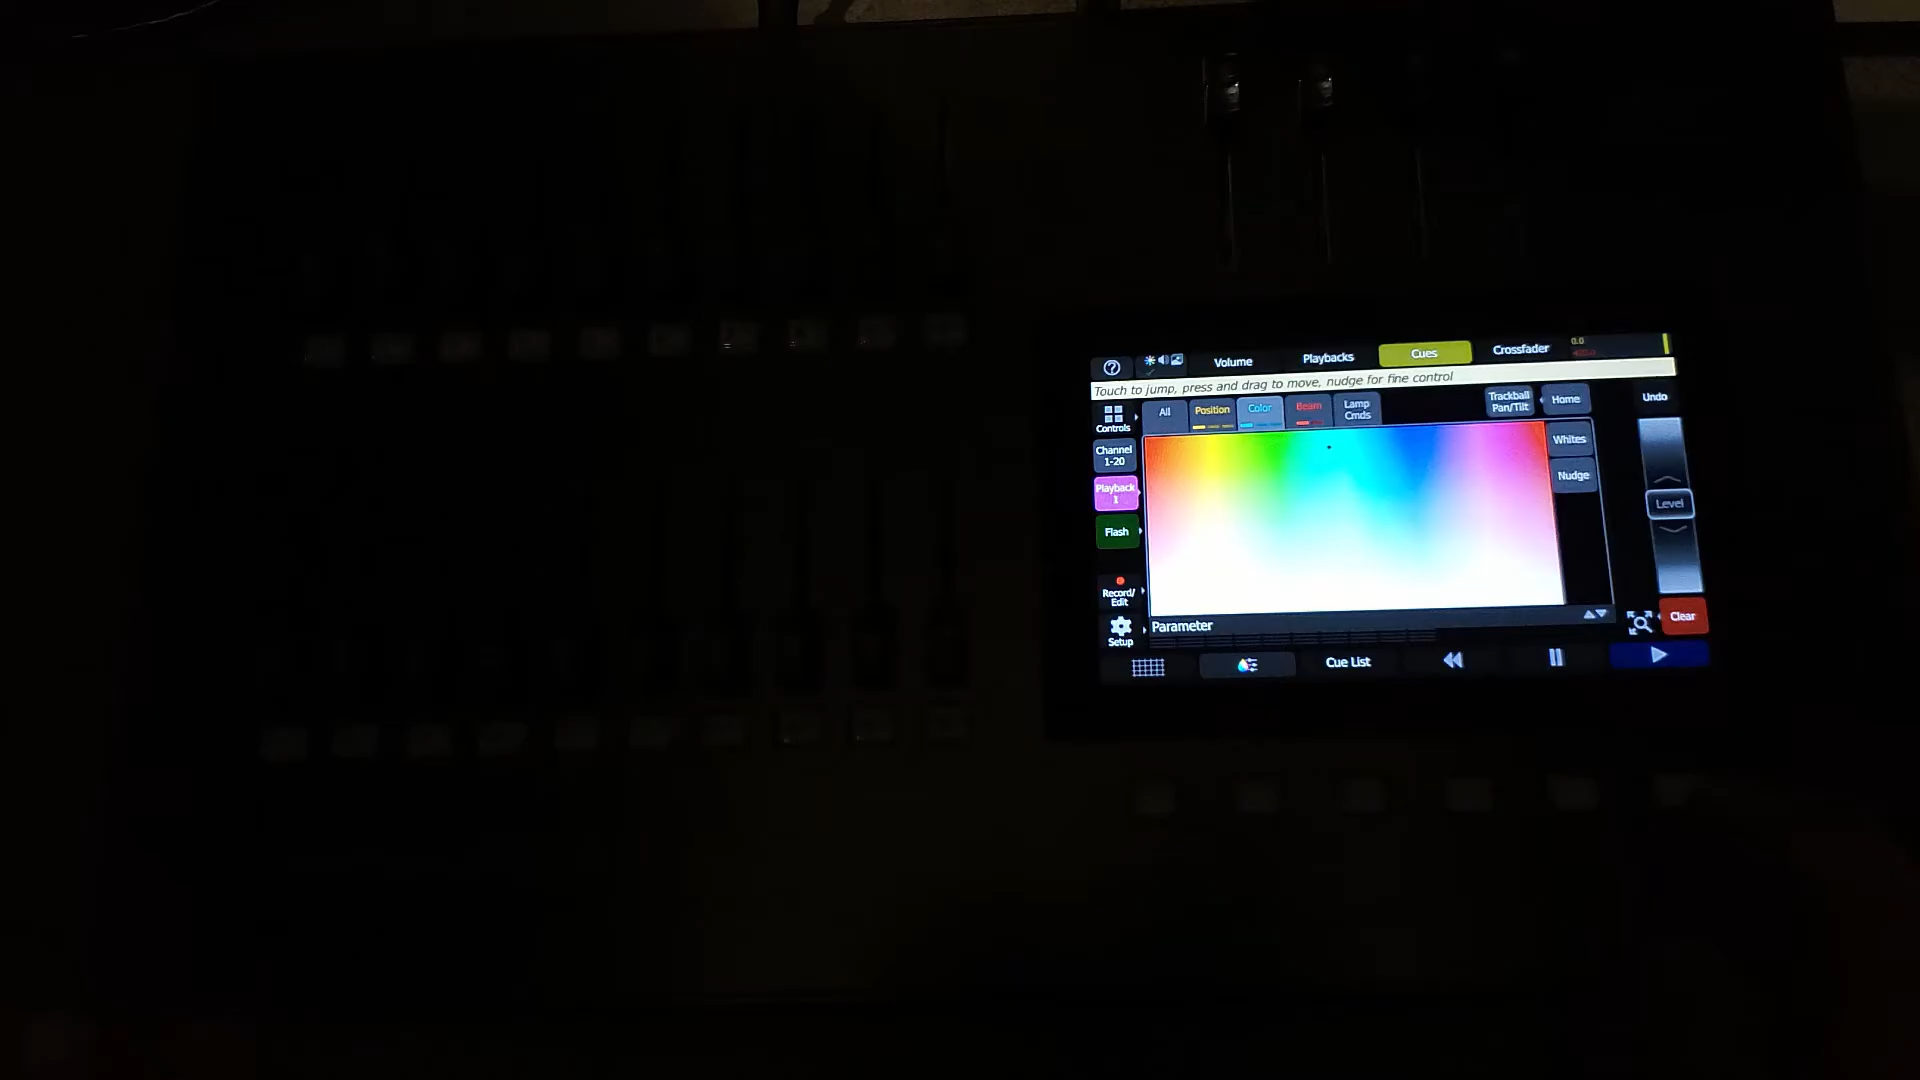 Volume
Playbacks
Cues
Crossfader
0.0
Touch to jump, press and drag to move, nudge for fine control
Controls
All
Position
Color
Beam
Lamp
Cmds
Trackball
Pan/Tilt
Home
Undo
Channel
1-20
Whites
Playback
1
Nudge
Level
Flash
Record/
Edit
Setup
Parameter
Clear
Cue List